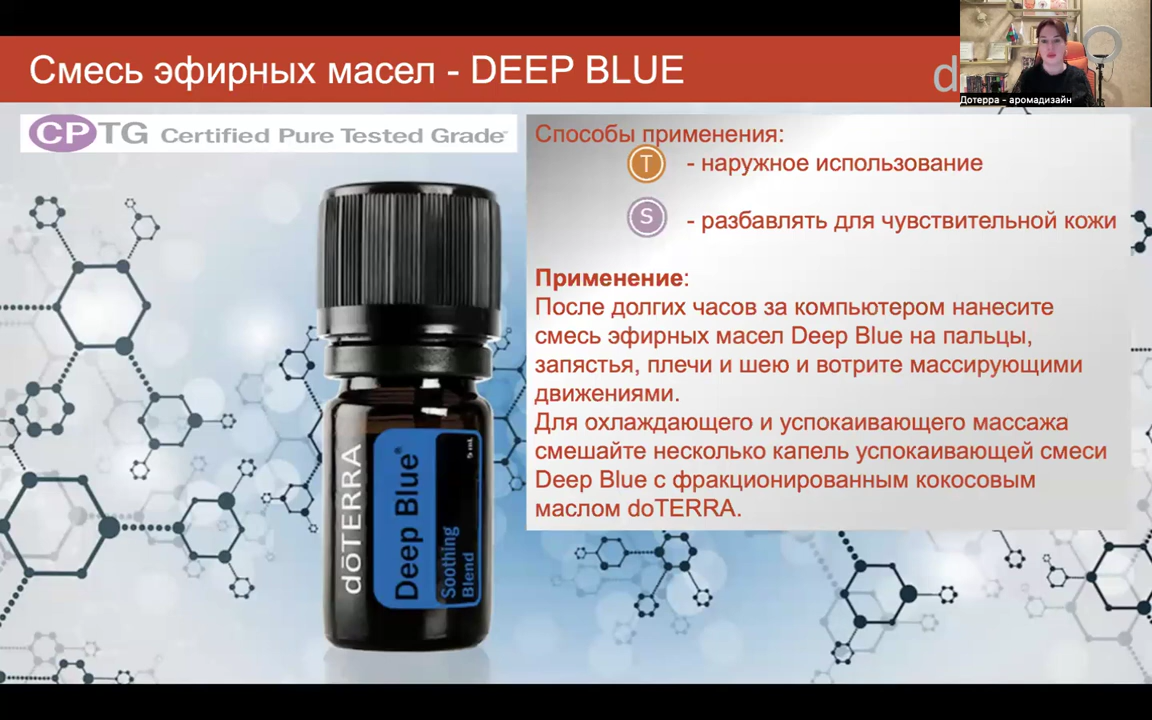 Смесь эфирных масел - DEEP BLUE
d
Дотерра - аромадизайн
CPTG Certified Pure Tested Grade
Способы применения:
T - наружное использование
S - разбавлять для чувствительной кожи
Применение:
После долгих часов за компьютером нанесите
смесь эфирных масел Deep Blue на пальцы,
запястья, плечи и шею и вотрите массирующими
движениями.
Для охлаждающего и успокаивающего массажа
смешайте несколько капель успокаивающей смеси
Deep Blue с фракционированным кокосовым
маслом doTERRA.
dōTERRA
Deep Blue®
Soothing
Blend
5 mL